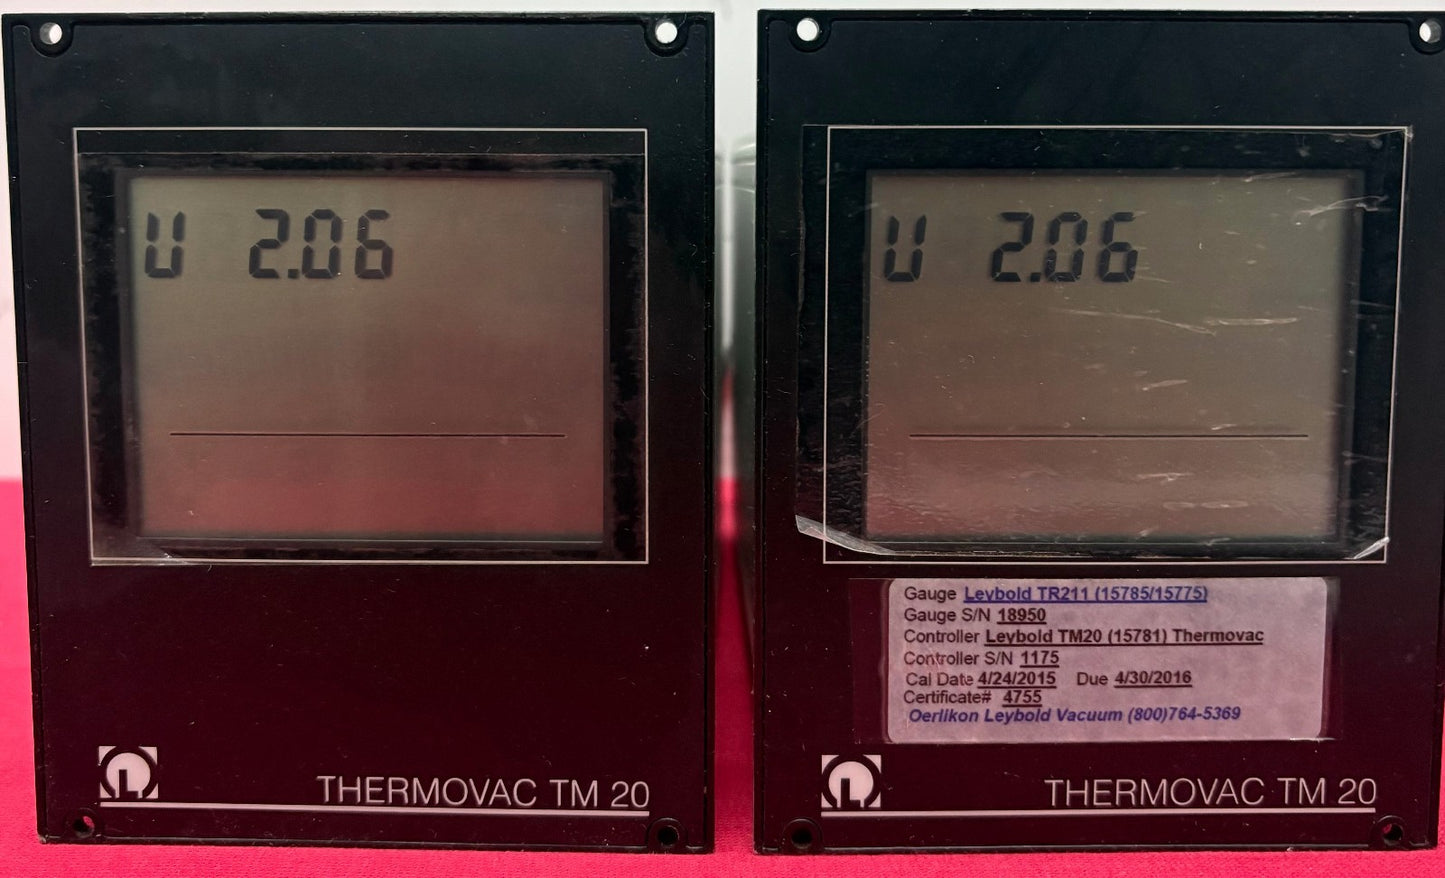 U 2.06
THERMOVAC TM 20
U 2.06
Gauge Leybold TR211 (15785/15775)
Gauge S/N 18950
Controller Leybold TM20 (15781) Thermovac
Controller S/N 1175
Cal Date 4/24/2015 Due 4/30/2016
Certificate# 4755
Oerlikon Leybold Vacuum (800)764-5369
THERMOVAC TM 20